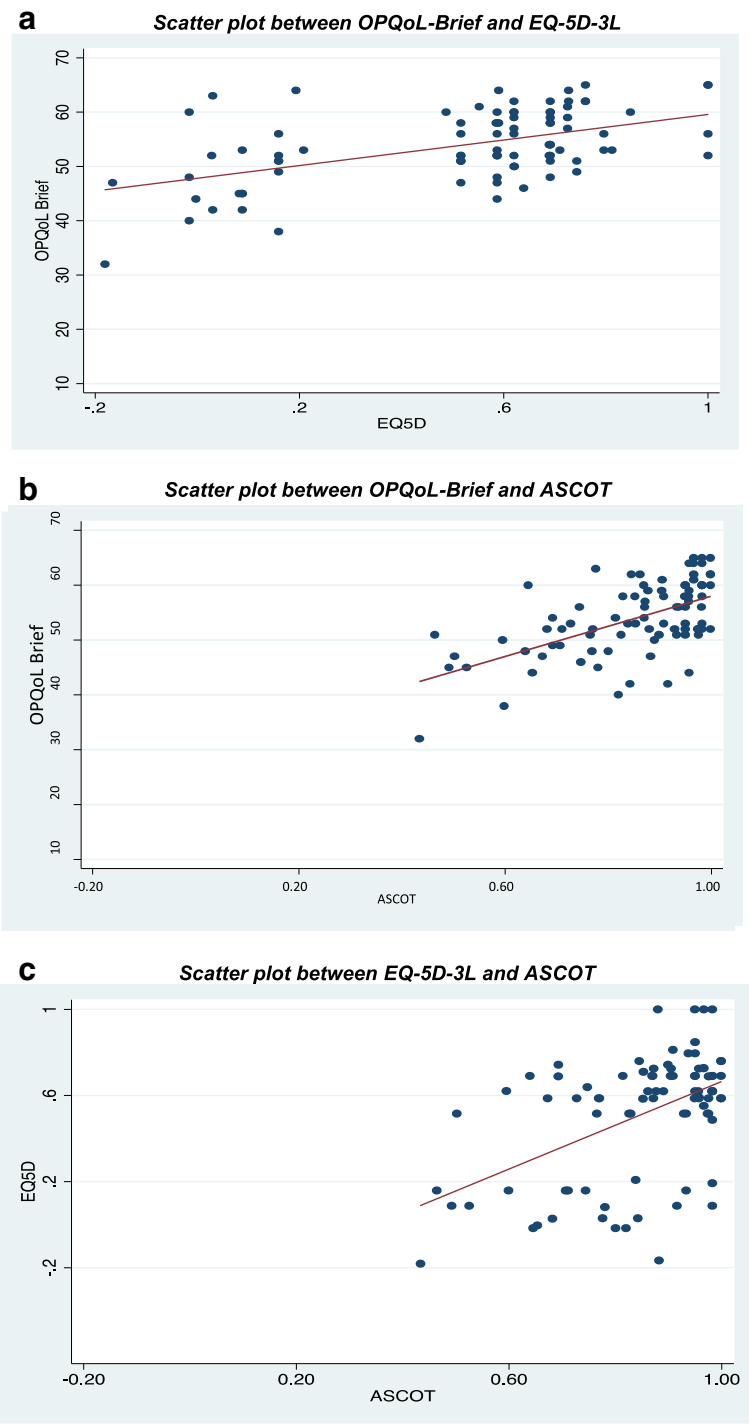 a
Scatter plot between OPQoL-Brief and EQ-5D-3L
70
60
50
40
30
20
10
OPQoL Brief
-.2
.2
.6
1
EQ5D
b
Scatter plot between OPQoL-Brief and ASCOT
70
60
50
40
30
20
10
OPQoL Brief
-0.20
0.20
0.60
1.00
ASCOT
c
Scatter plot between EQ-5D-3L and ASCOT
1
.6
.2
-.2
EQ5D
-0.20
0.20
0.60
1.00
ASCOT